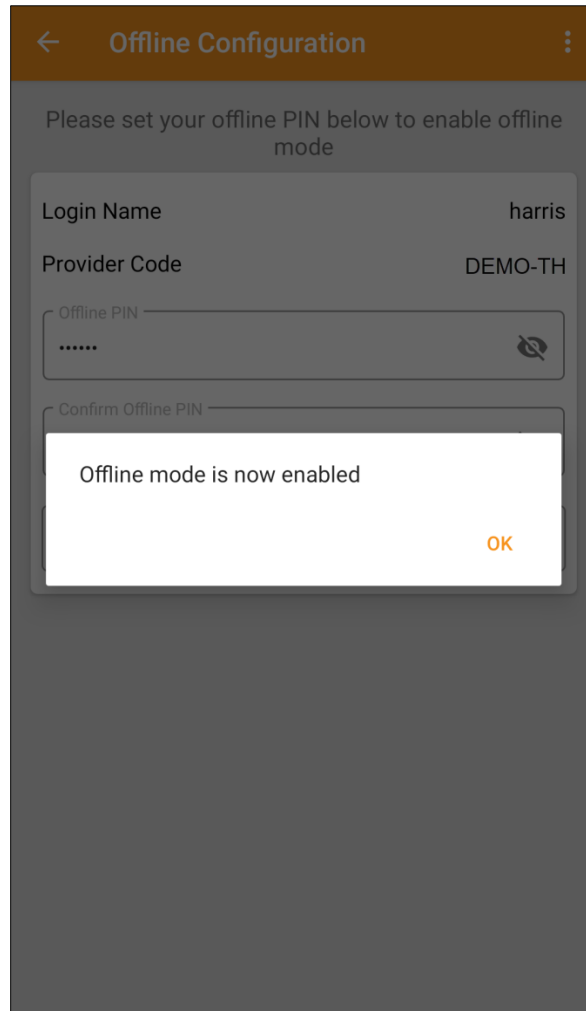 Offline Configuration
Please set your offline PIN below to enable offline
mode
Login Name harris
Provider Code DEMO-TH
Offline PIN
••••••
Confirm Offline PIN
Offline mode is now enabled
OK